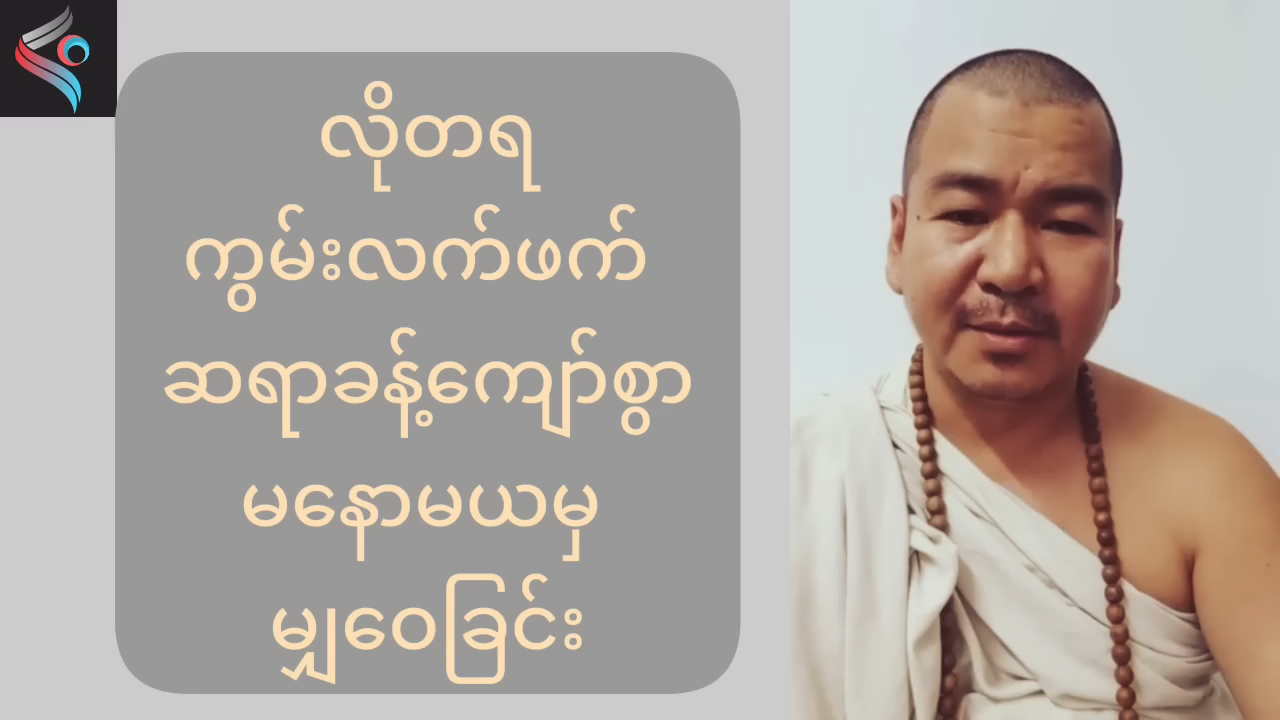 လိုတရ
ကွမ်းလက်ဖက်
ဆရာခန့်ကျော်စွာ
မနောမယမှ
မျှဝေခြင်း